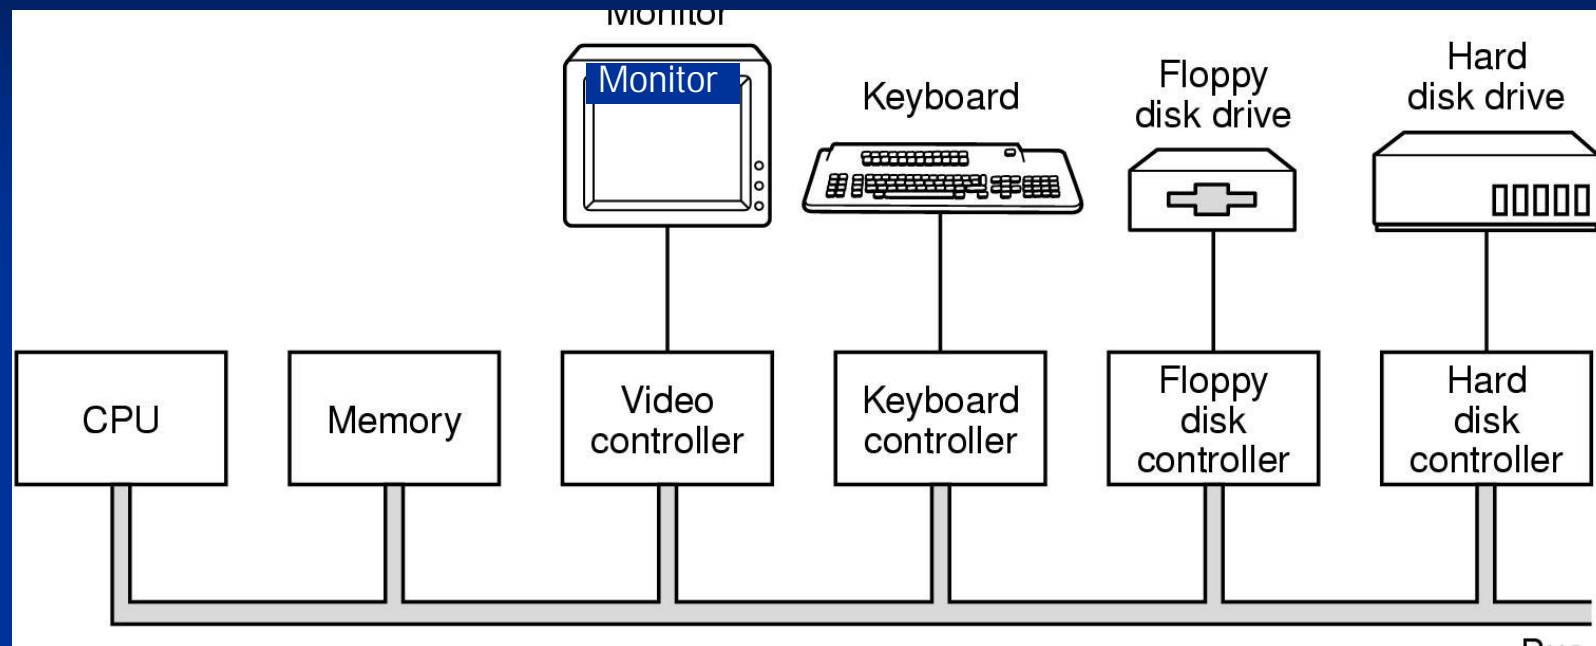 Monitor
Monitor
Keyboard
Floppy
disk drive
Hard
disk drive
CPU
Memory
Video
controller
Keyboard
controller
Floppy
disk
controller
Hard
disk
controller